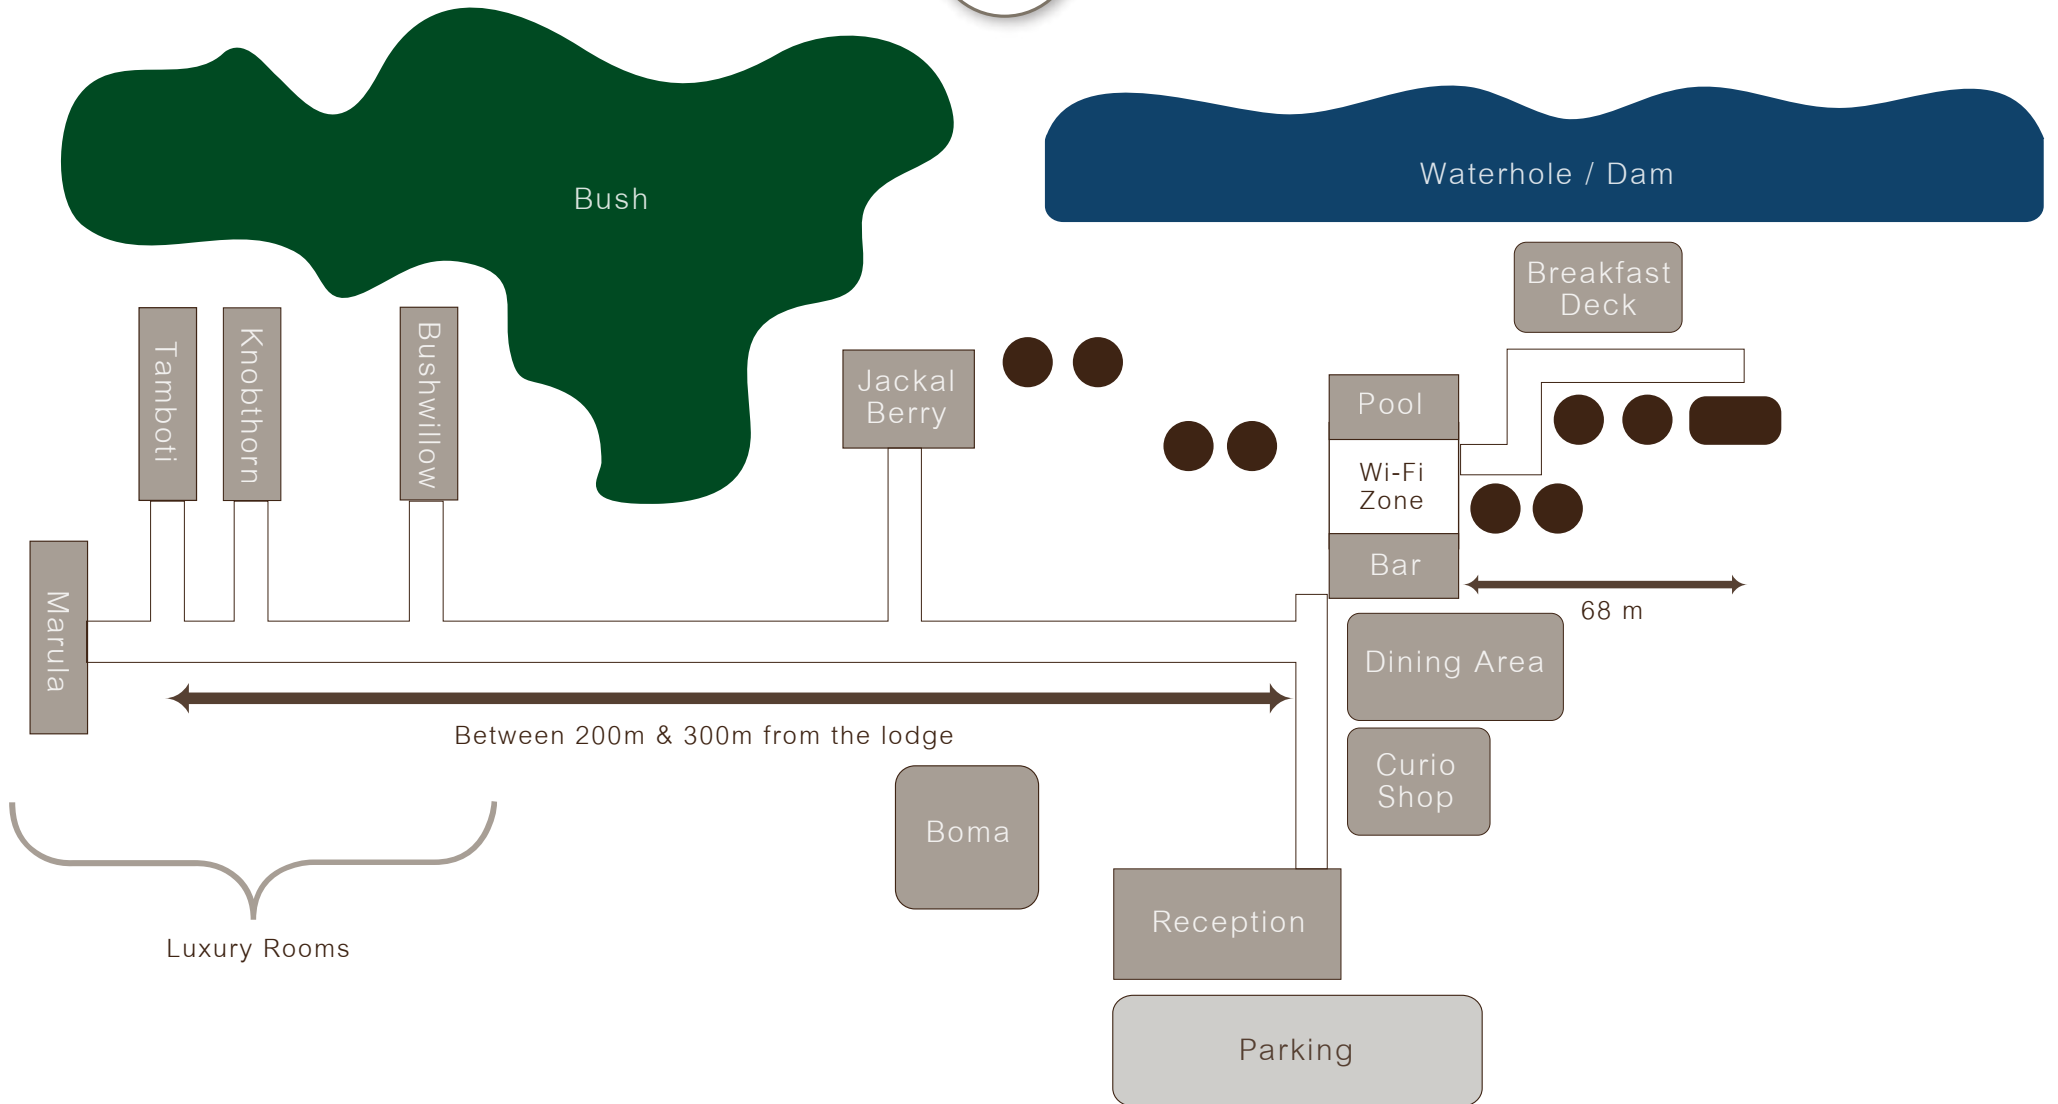 Bush
Waterhole / Dam
Breakfast
Deck
Tamboti
Knobthorn
Bushwillow
Jackal
Berry
Pool
Wi-Fi
Zone
Bar
68 m
Marula
Dining Area
Between 200m & 300m from the lodge
Curio
Shop
Boma
Reception
Luxury Rooms
Parking